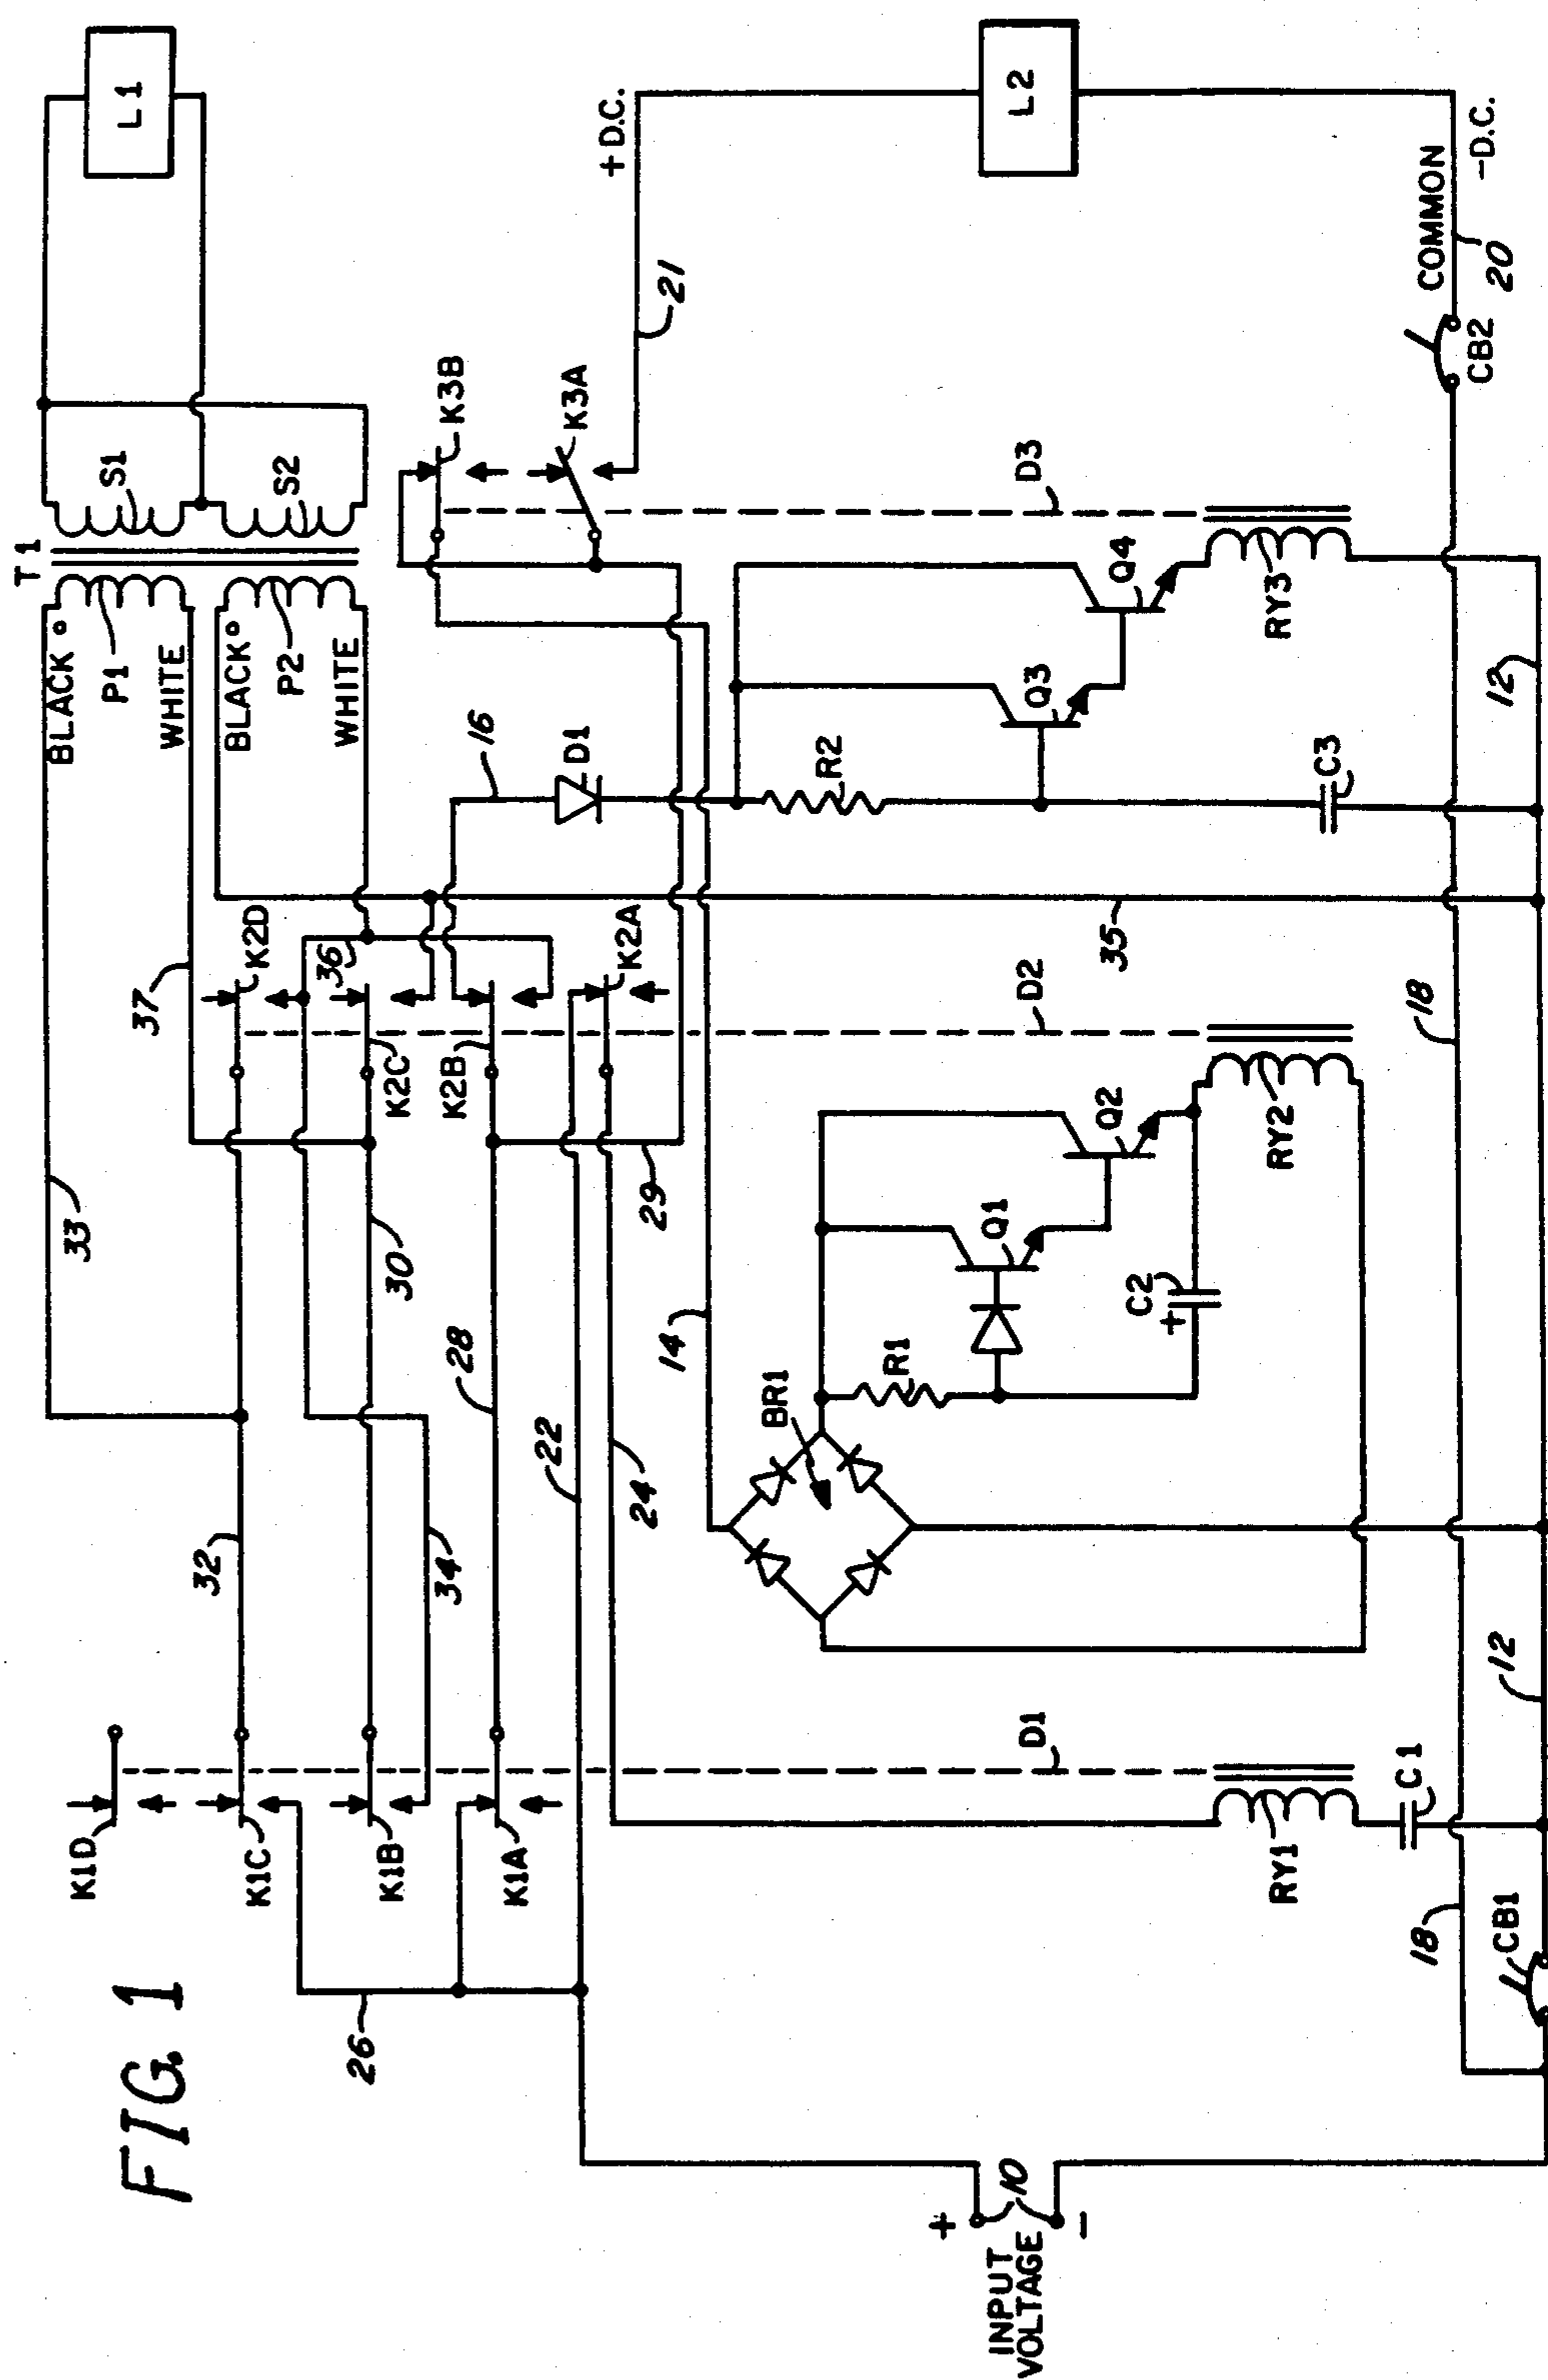 FIG. 1
T1
BLACK
P1
WHITE
BLACK
P2
WHITE
S1
S2
L1
K1D
K1C
K1B
K1A
26
32
33
30
34
28
22
24
29
37
36
K2D
K2C
K2B
K2A
16
D1
K3B
K3A
21
+ D.C.
L2
COMMON
- D.C.
20
CB2
14
BR1
R1
Q1
Q2
C2
+
RY2
D2
35
R2
Q3
Q4
D3
RY3
C3
12
18
D1
RY1
C1
12
18
CB1
+
INPUT
VOLTAGE
10
-